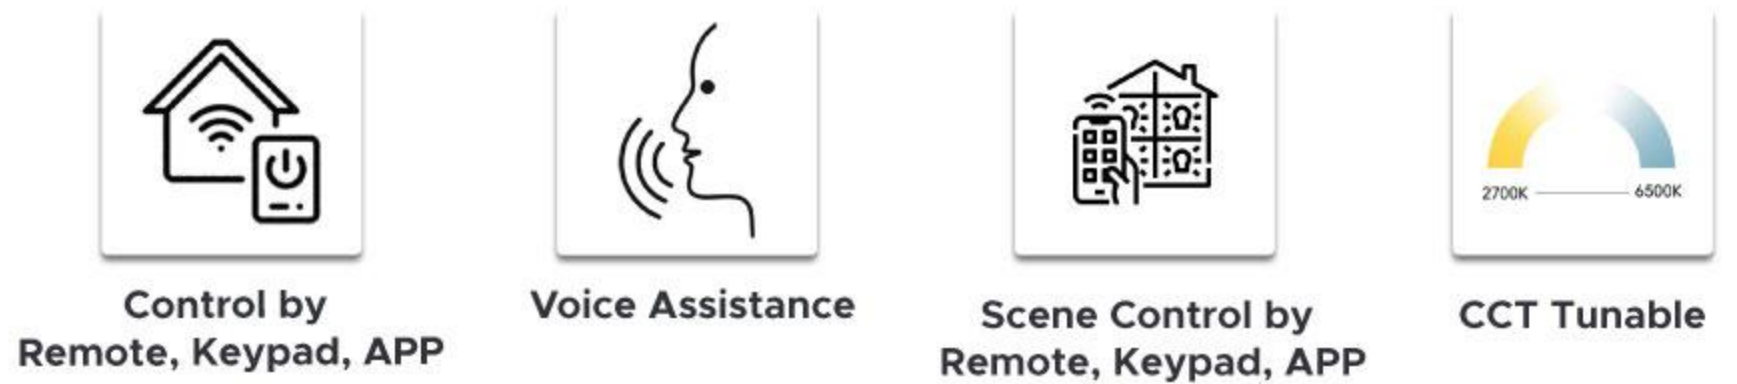 2700K
6500K
Control by
Remote, Keypad, APP
Voice Assistance
Scene Control by
Remote, Keypad, APP
CCT Tunable